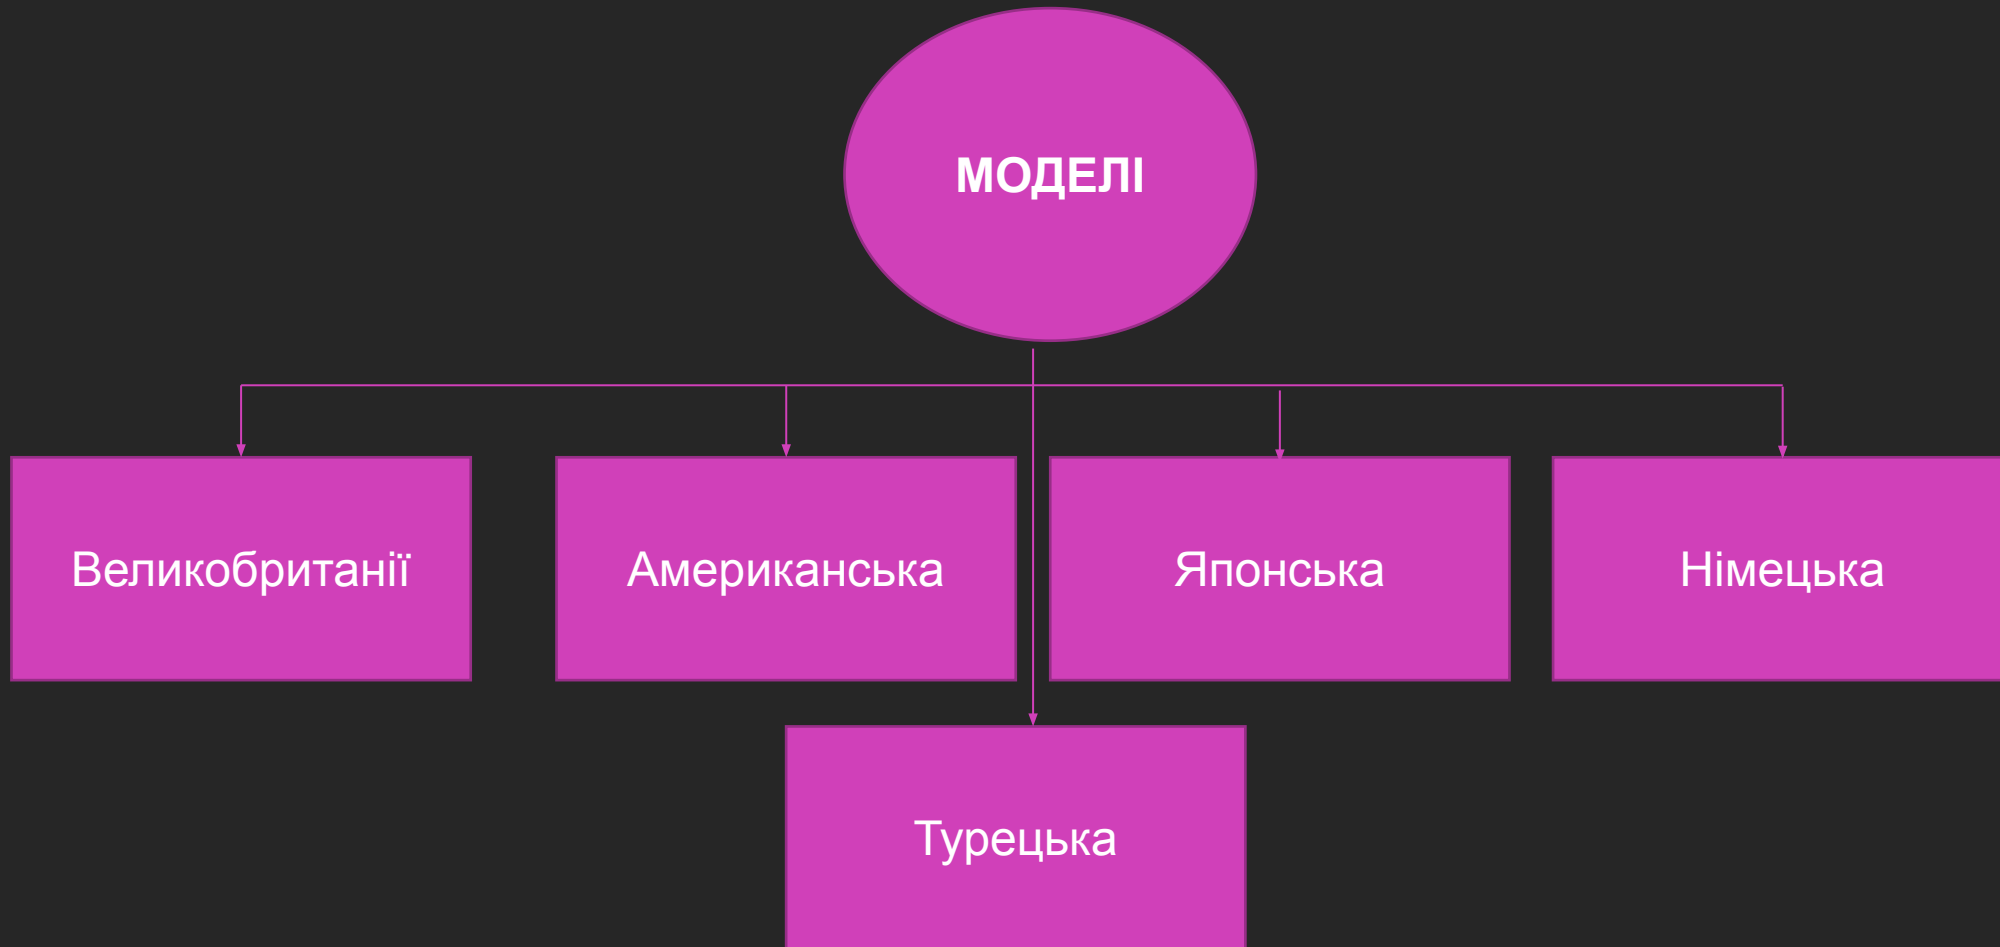 МОДЕЛІ
Великобританії
Американська
Японська
Німецька
Турецька